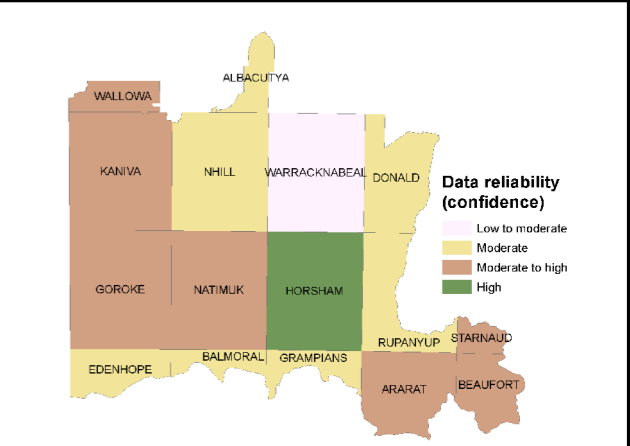 ALBACUTYA
WALLOWA
KANIVA
NHILL
WARRACKNABEAL
DONALD
Data reliability
(confidence)
Low to moderate
Moderate
Moderate to high
High
GOROKE
NATIMUK
HORSHAM
RUPANYUP
STARNAUD
EDENHOPE
BALMORAL
GRAMPIANS
ARARAT
BEAUFORT